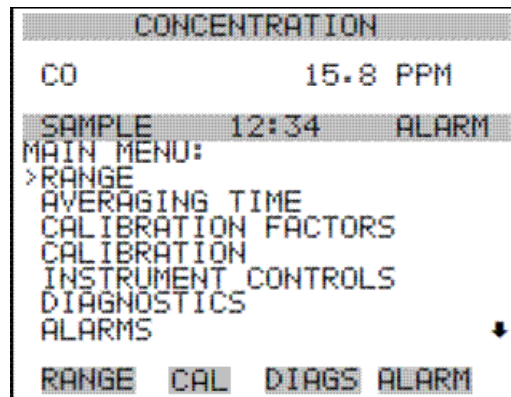 CONCENTRATION
CO 15.8 PPM
SAMPLE 12:34 ALARM
MAIN MENU:
>RANGE
AVERAGING TIME
CALIBRATION FACTORS
CALIBRATION
INSTRUMENT CONTROLS
DIAGNOSTICS
ALARMS
RANGE CAL DIAGS ALARM